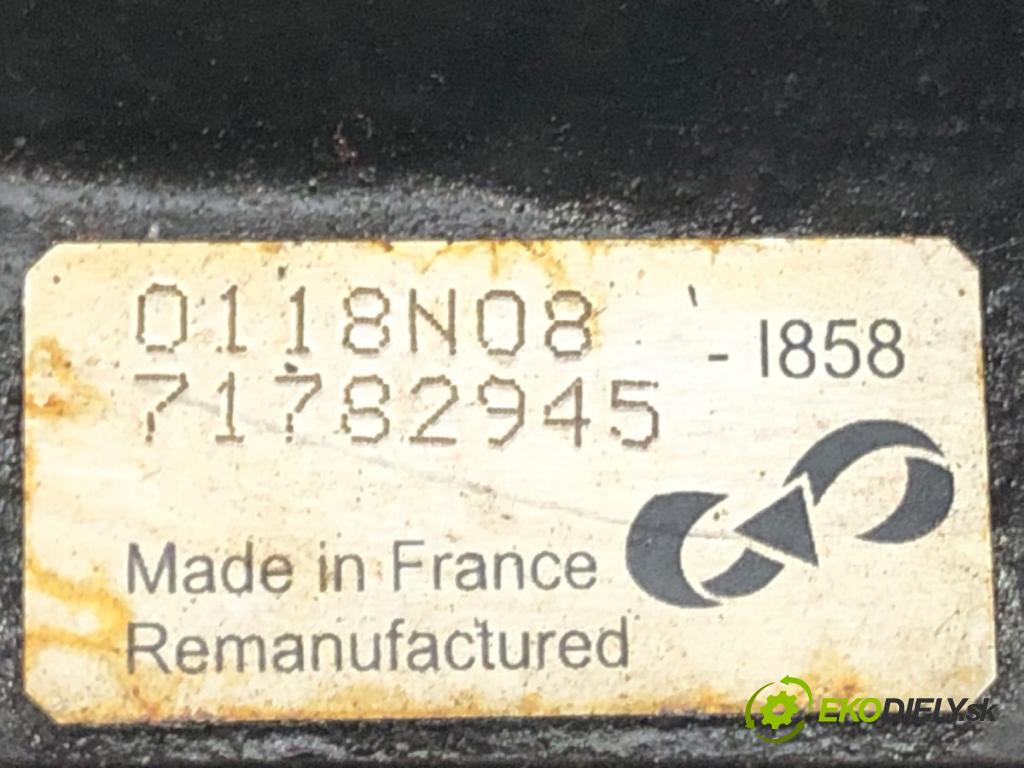 0118N08
- I858
71782945
Made in France
Remanufactured
EKODIELY.sk